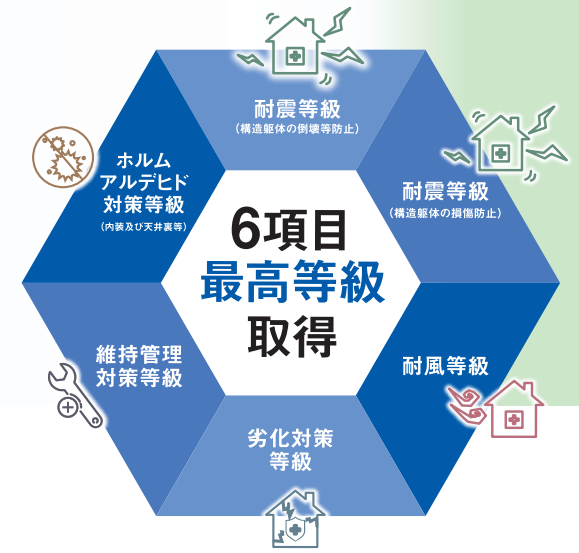 6項目
最高等級
取得
耐震等級
(構造躯体の倒壊等防止)
耐震等級
(構造躯体の損傷防止)
耐風等級
劣化対策
等級
維持管理
対策等級
ホルム
アルデヒド
対策等級
(内装及び天井裏等)